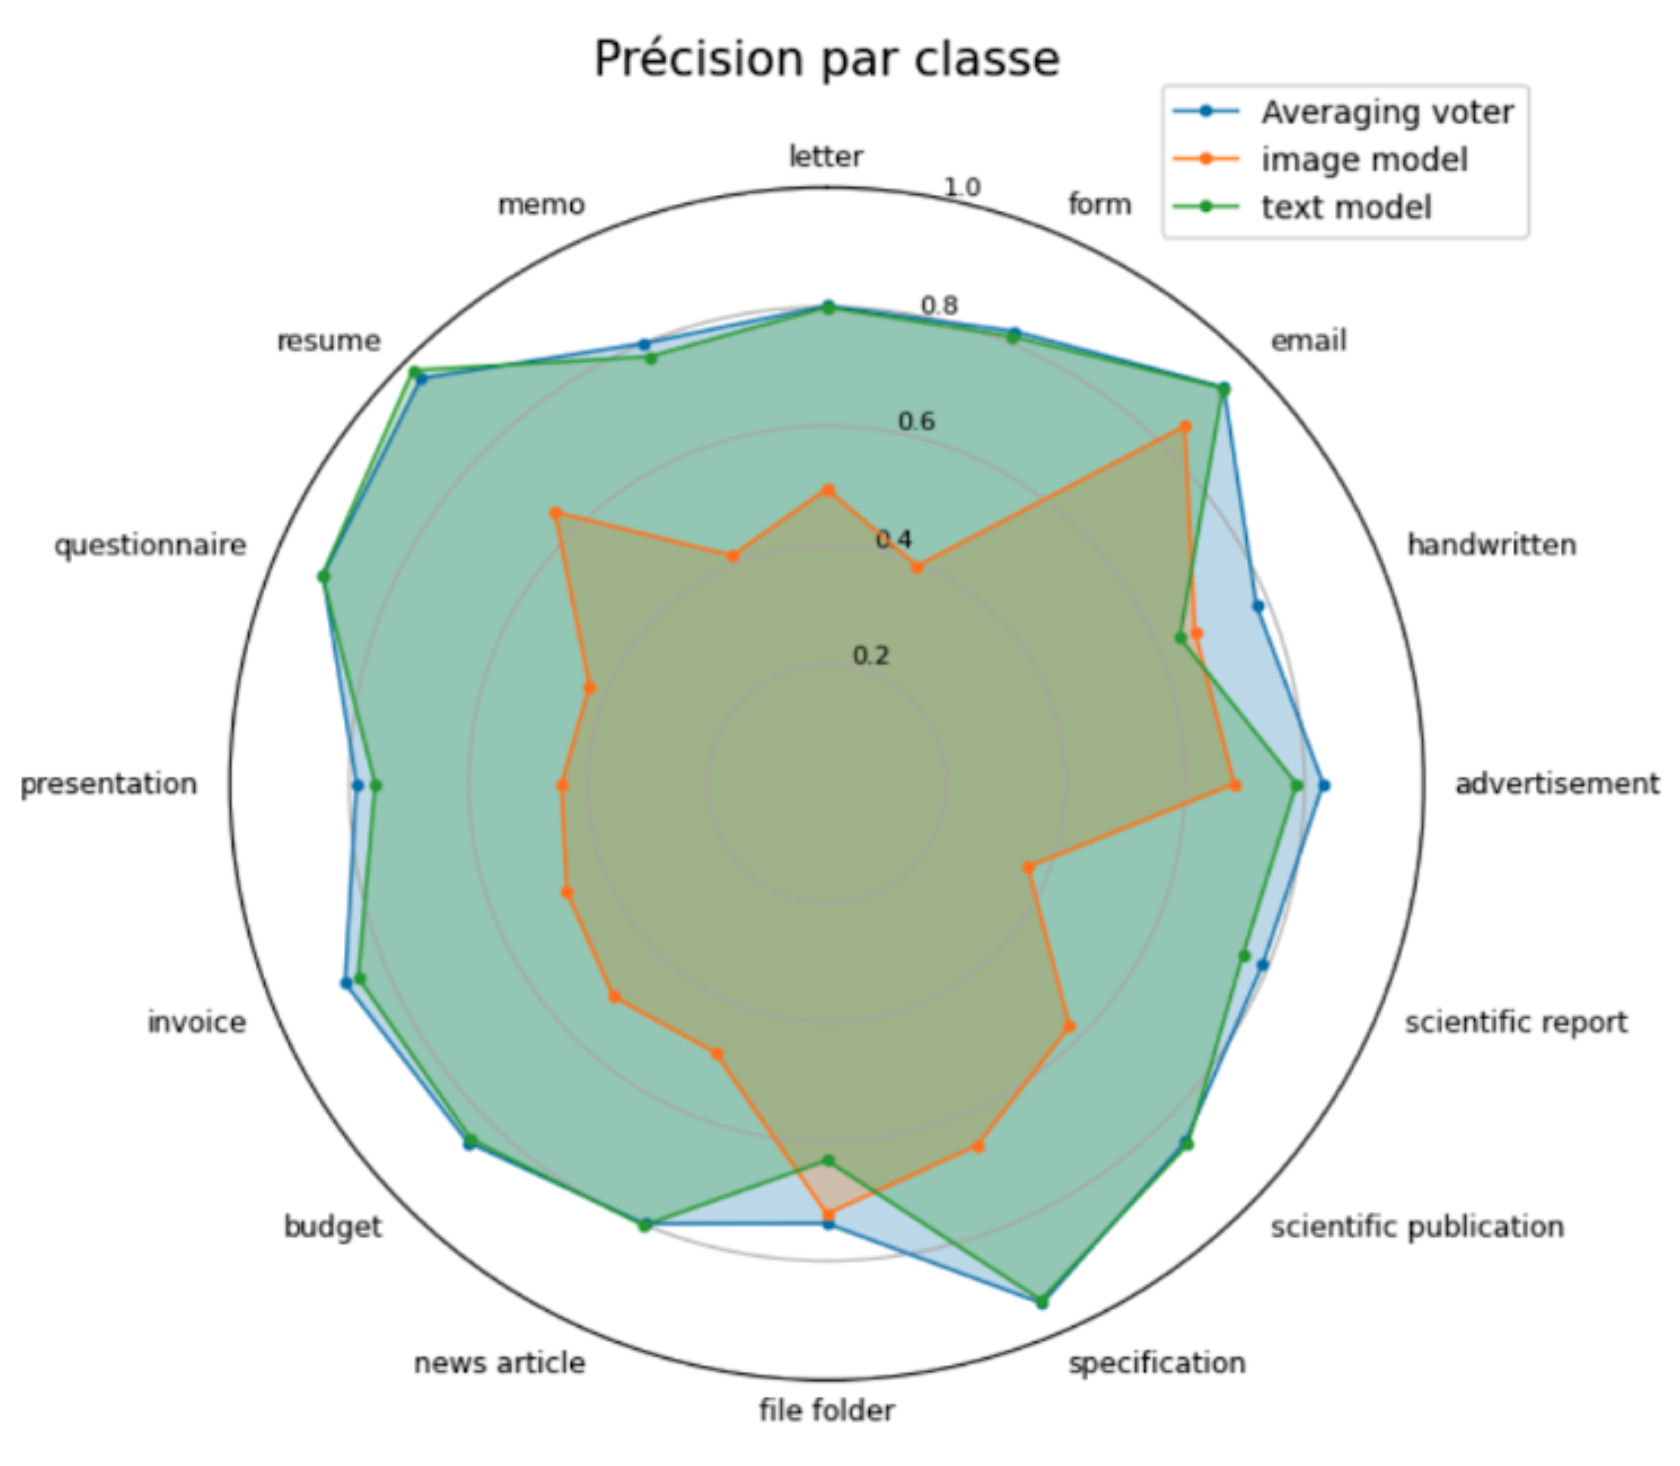 Précision par classe
Averaging voter
image model
text model
letter
memo
1.0
form
resume
0.8
email
0.6
questionnaire
0.4
handwritten
0.2
presentation
advertisement
invoice
scientific report
budget
scientific publication
news article
specification
file folder